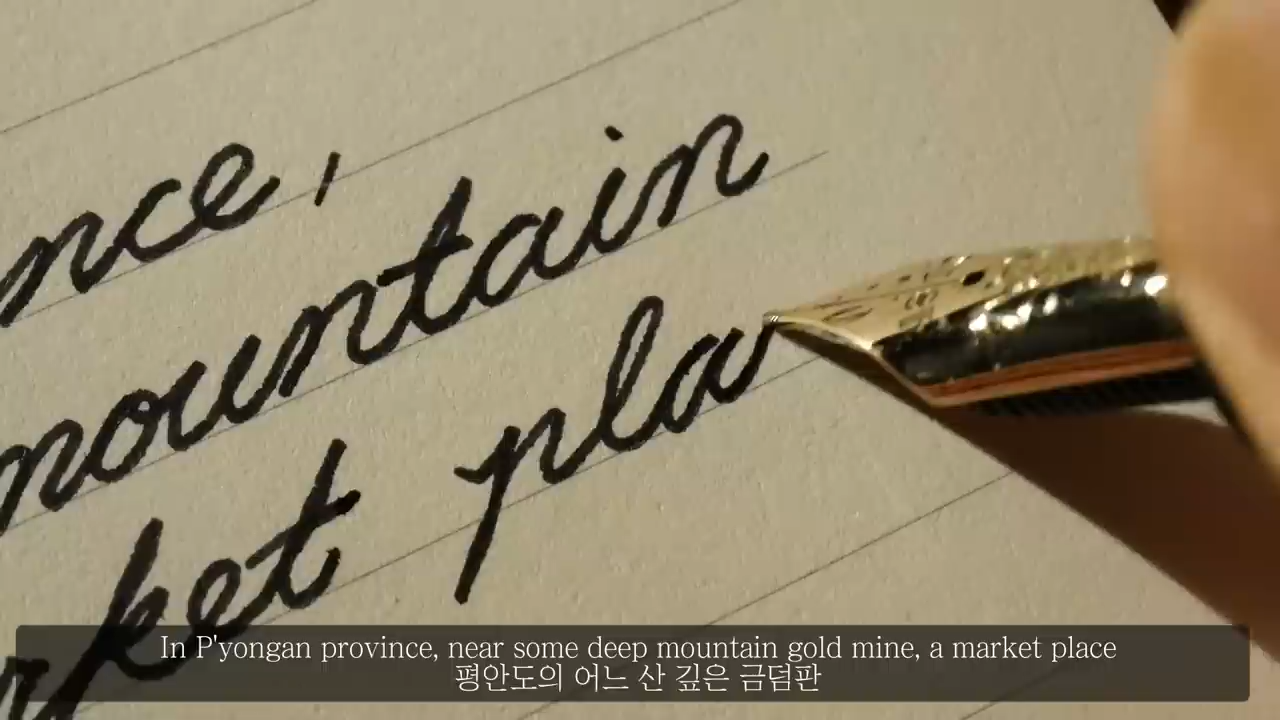 nce,
mountain
rket pla
In P'yongan province, near some deep mountain gold mine, a market place
평안도의 어느 산 깊은 금덤판